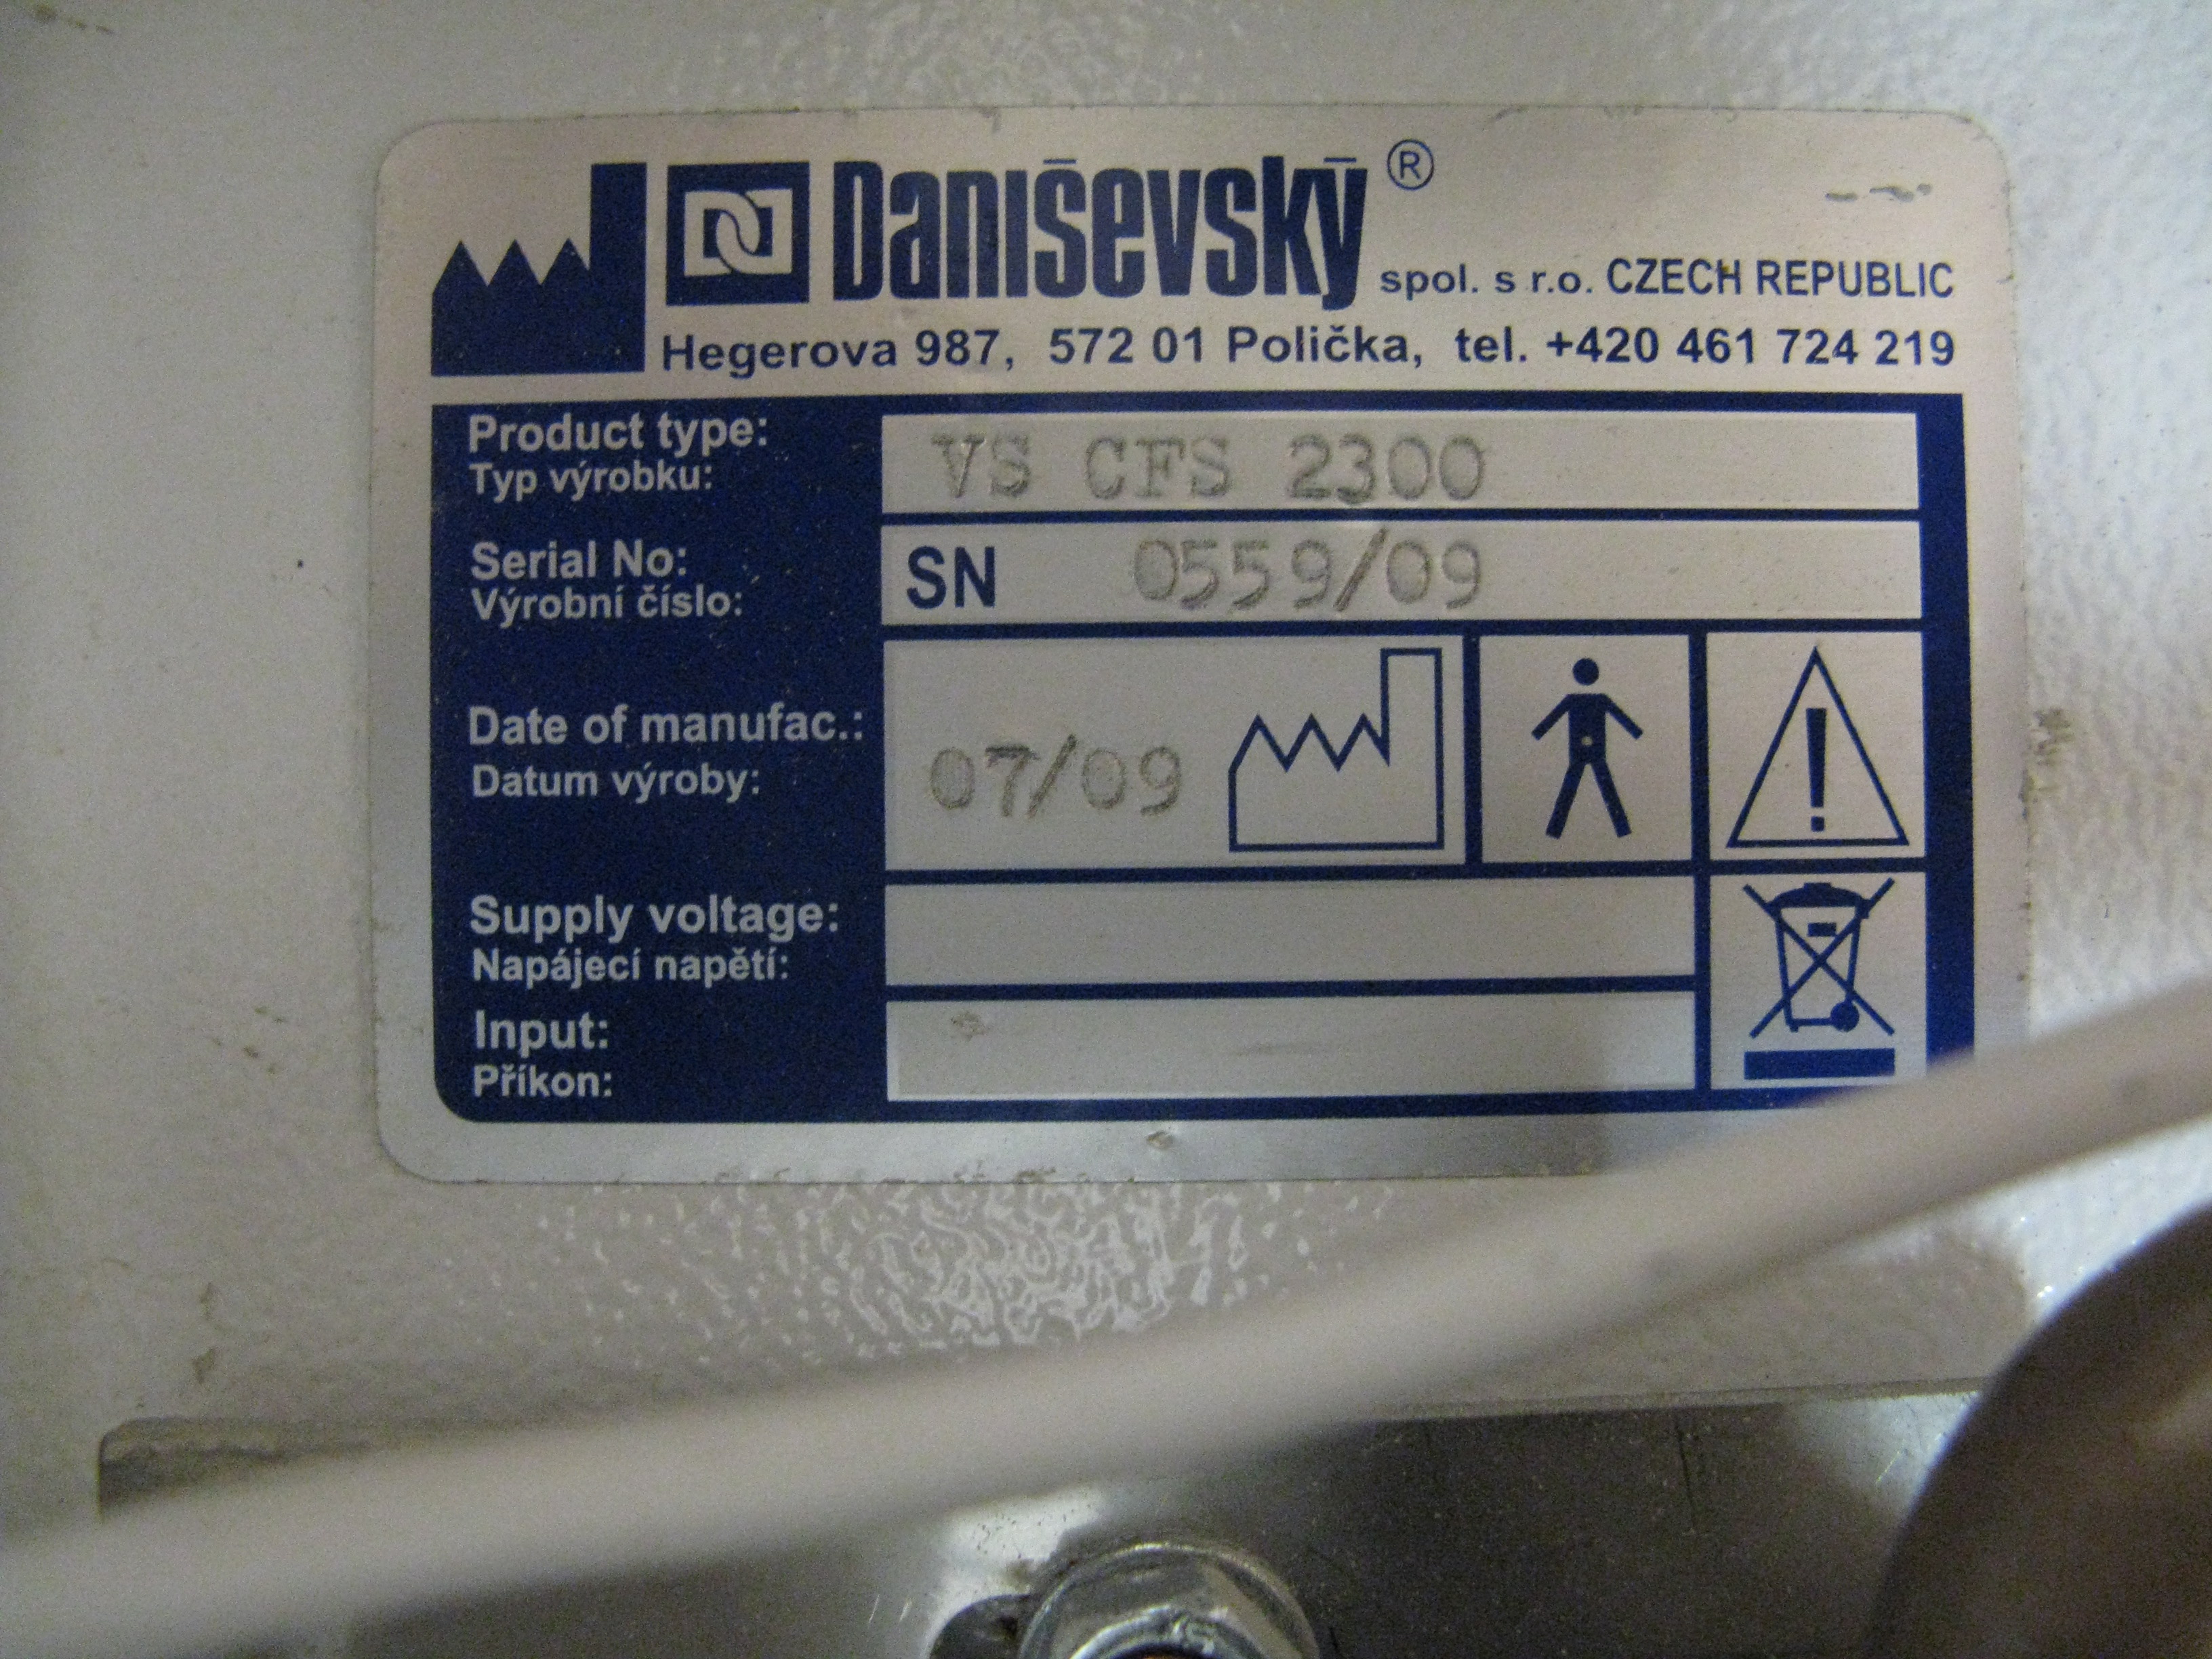 Daniševský ®
spol. s r.o. CZECH REPUBLIC
Hegerova 987, 572 01 Polička, tel. +420 461 724 219
Product type: VS CFS 2300
Typ výrobku:
Serial No: SN 0559/09
Výrobní číslo:
Date of manufac.: 07/09
Datum výroby:
Supply voltage:
Napájecí napětí:
Input:
Příkon: